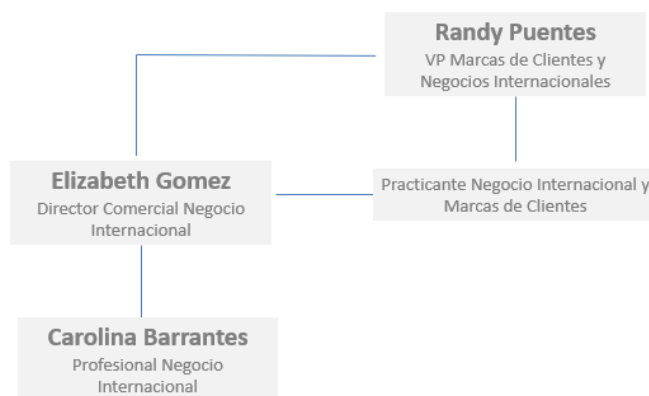 Randy Puentes
VP Marcas de Clientes y
Negocios Internacionales
Elizabeth Gomez
Director Comercial Negocio
Internacional
Practicante Negocio Internacional y
Marcas de Clientes
Carolina Barrantes
Profesional Negocio
Internacional